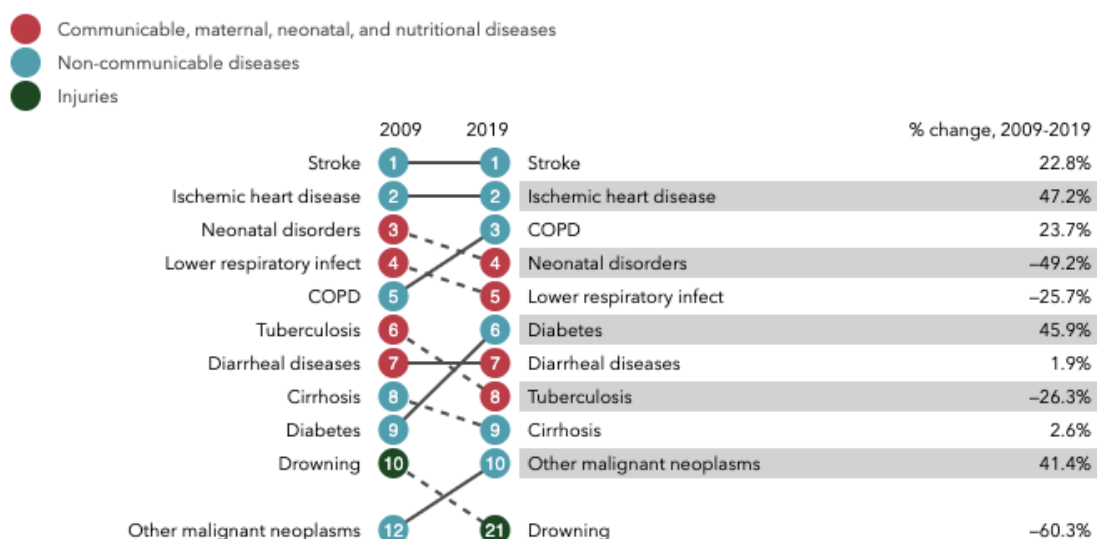 Communicable, maternal, neonatal, and nutritional diseases
Non-communicable diseases
Injuries
2009 2019 % change, 2009-2019
Stroke 1 1 Stroke 22.8%
Ischemic heart disease 2 2 Ischemic heart disease 47.2%
Neonatal disorders 3 3 COPD 23.7%
Lower respiratory infect 4 4 Neonatal disorders –49.2%
COPD 5 5 Lower respiratory infect –25.7%
Tuberculosis 6 6 Diabetes 45.9%
Diarrheal diseases 7 7 Diarrheal diseases 1.9%
Cirrhosis 8 8 Tuberculosis –26.3%
Diabetes 9 9 Cirrhosis 2.6%
Drowning 10 10 Other malignant neoplasms 41.4%
Other malignant neoplasms 12 21 Drowning –60.3%